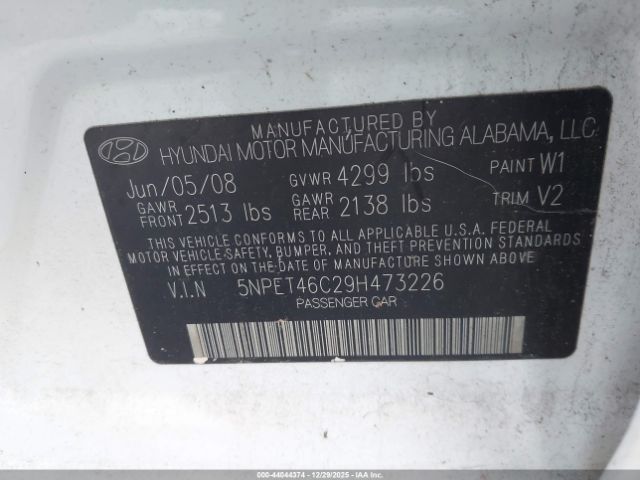 MANUFACTURED BY
HYUNDAI MOTOR MANUFACTURING ALABAMA, LLC
Jun/05/08 GVWR 4299 lbs PAINT W1
GAWR FRONT 2513 lbs GAWR REAR 2138 lbs TRIM V2
THIS VEHICLE CONFORMS TO ALL APPLICABLE U.S.A. FEDERAL
MOTOR VEHICLE SAFETY, BUMPER, AND THEFT PREVENTION STANDARDS
IN EFFECT ON THE DATE OF MANUFACTURE SHOWN ABOVE.
V.I.N 5NPET46C29H473226
PASSENGER CAR
000-44044374 | 12/29/2025 | IAAI.COM